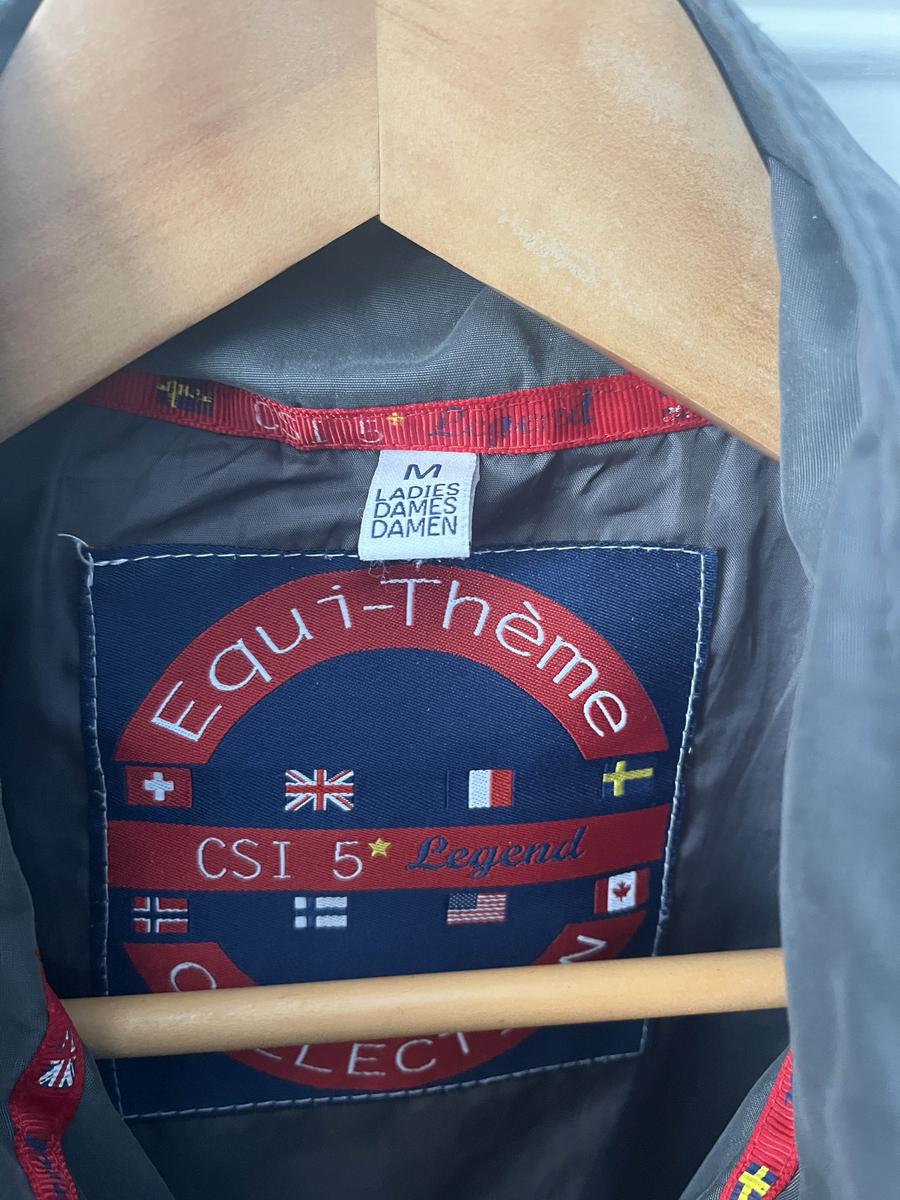 CSI 5 Legend
M
LADIES
DAMES
DAMEN
Equi-Thème
CSI 5 Legend